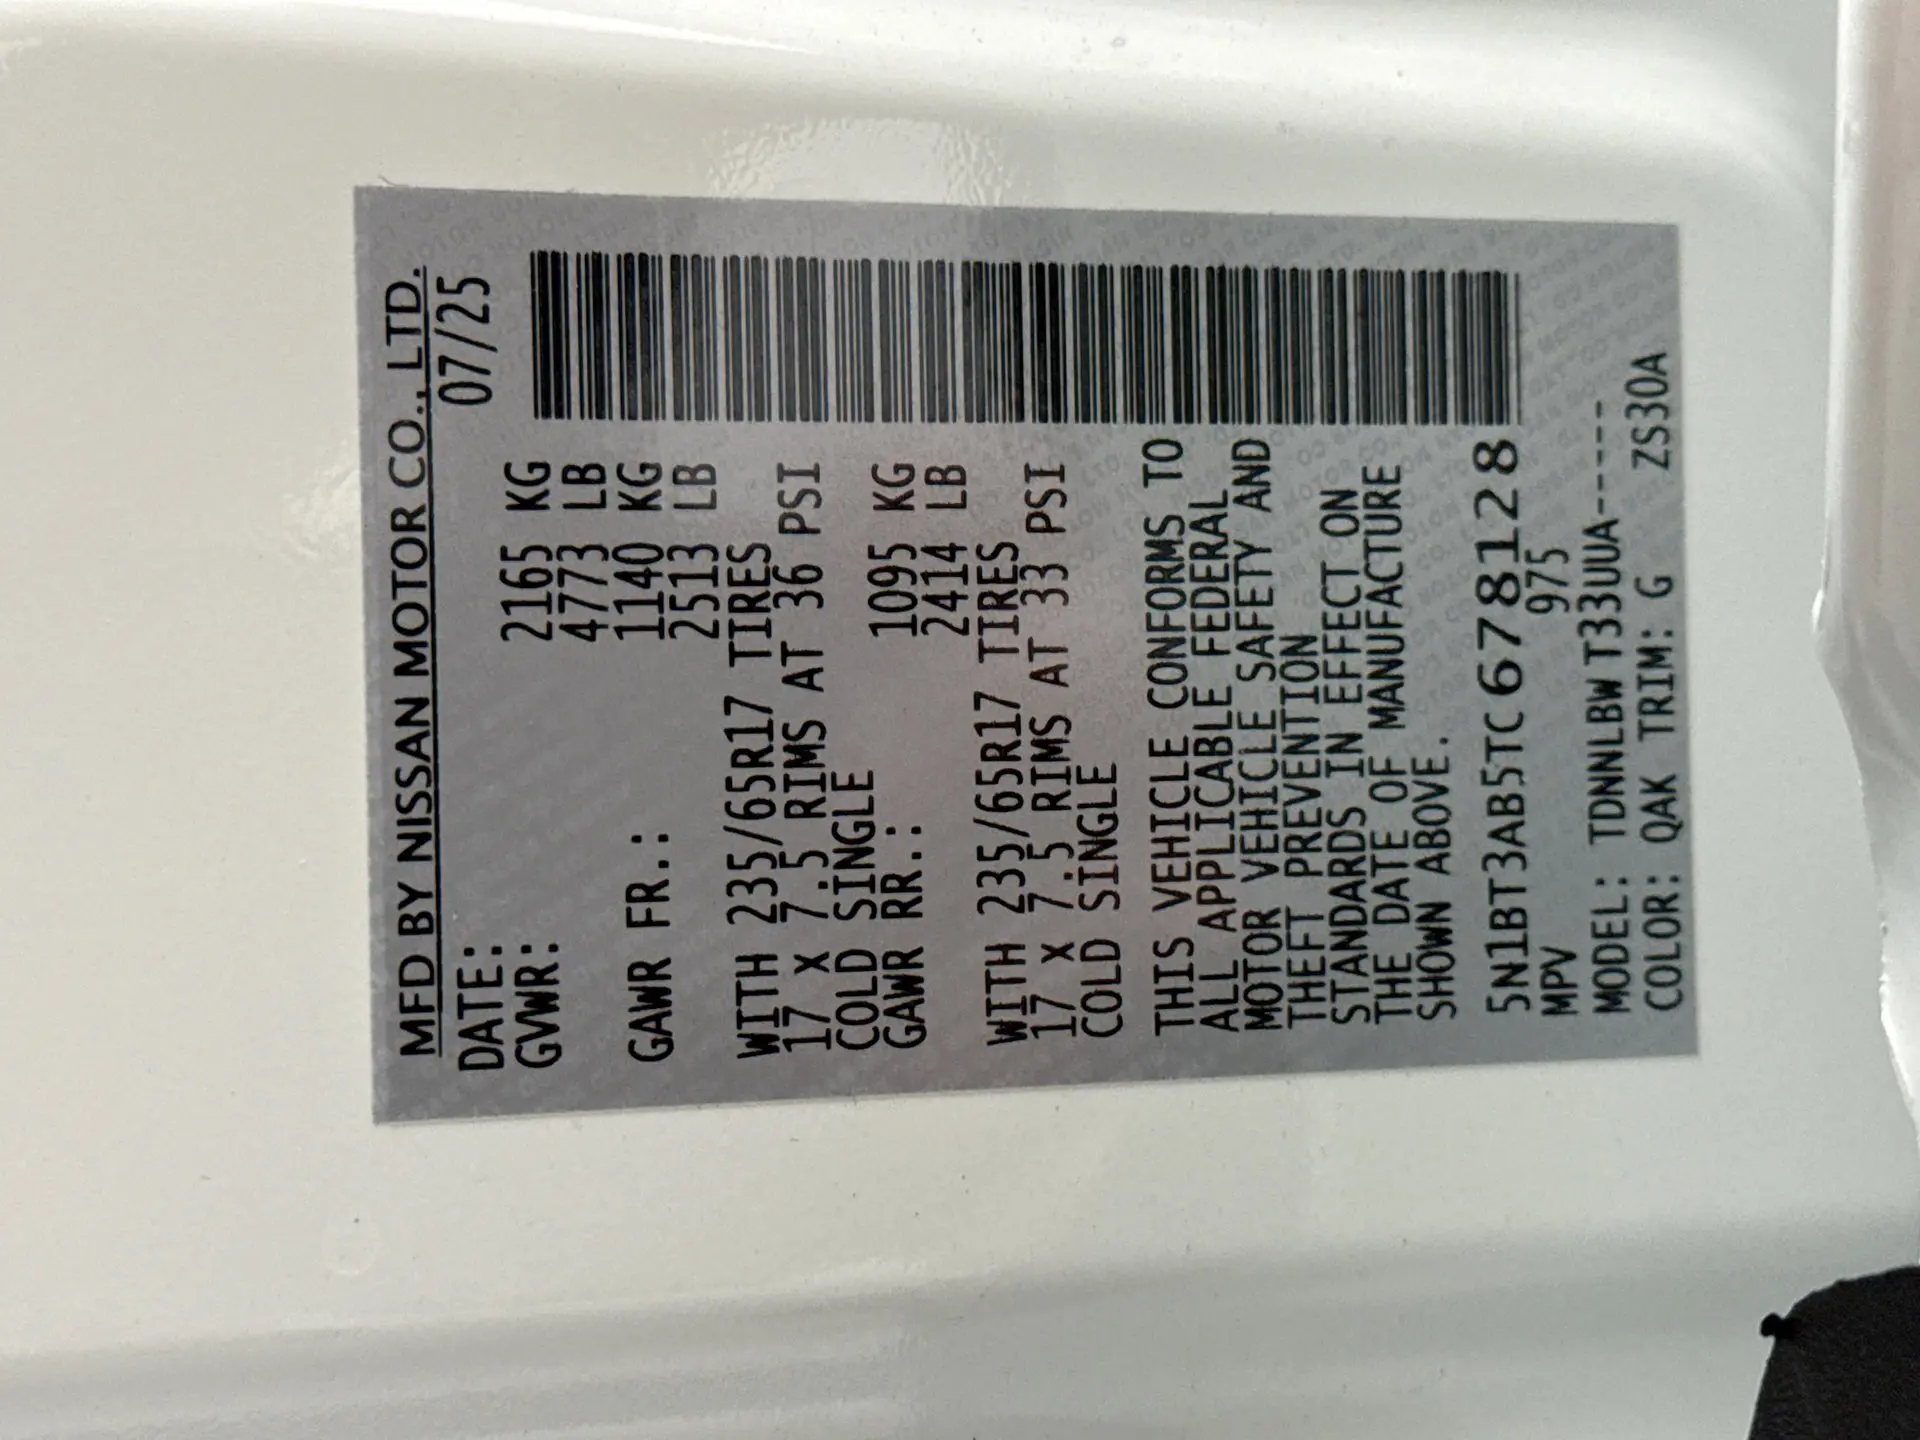 MFD BY NISSAN MOTOR CO., LTD.
DATE: 07/25
GVWR: 2165 KG
4773 LB
GAWR FR.: 1140 KG
2513 LB
WITH 235/65R17 TIRES
17 X 7.5 RIMS AT 36 PSI
COLD SINGLE
GAWR RR.: 1095 KG
2414 LB
WITH 235/65R17 TIRES
17 X 7.5 RIMS AT 33 PSI
COLD SINGLE
THIS VEHICLE CONFORMS TO
ALL APPLICABLE FEDERAL
MOTOR VEHICLE SAFETY AND
THEFT PREVENTION
STANDARDS IN EFFECT ON
THE DATE OF MANUFACTURE
SHOWN ABOVE.
5N1BT3AB5TC678128
MPV 975
MODEL: TDNNLBW T33UUA-----
COLOR: QAK TRIM: G ZS30A